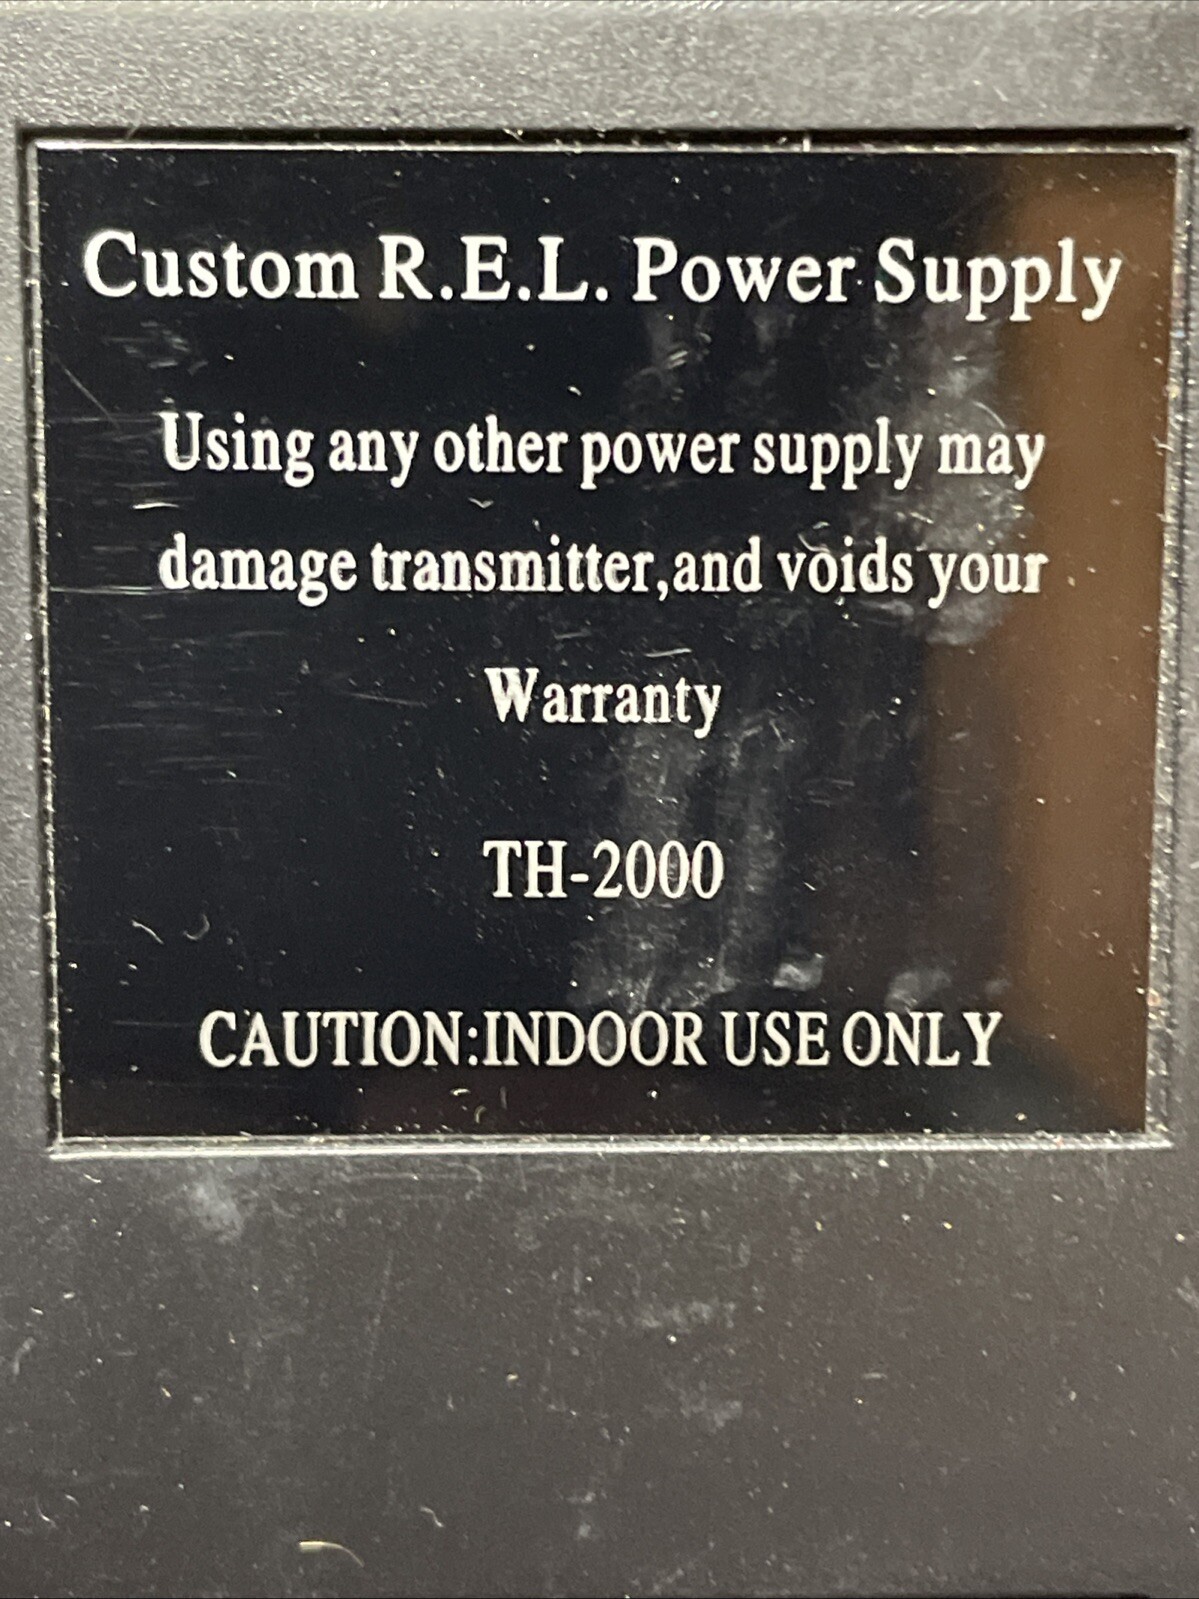 Custom R.E.L. Power Supply
Using any other power supply may
damage transmitter,and voids your
Warranty
TH-2000
CAUTION:INDOOR USE ONLY